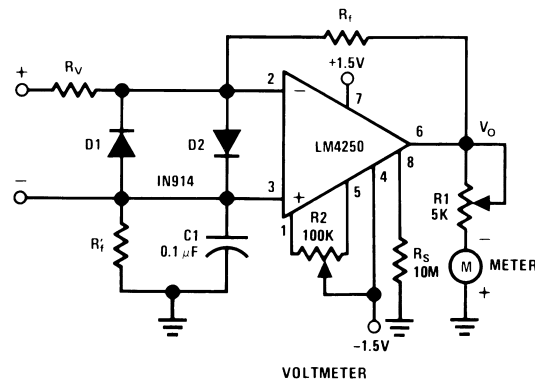 Rf
+1.5V
+
RV
2
−
7
D1
D2
LM4250
6
VO
−
IN914
3
+
4
8
5
R1
5K
1
R2
100K
R'f
C1
0.1 μF
RS
10M
−
M
METER
+
−1.5V
VOLTMETER